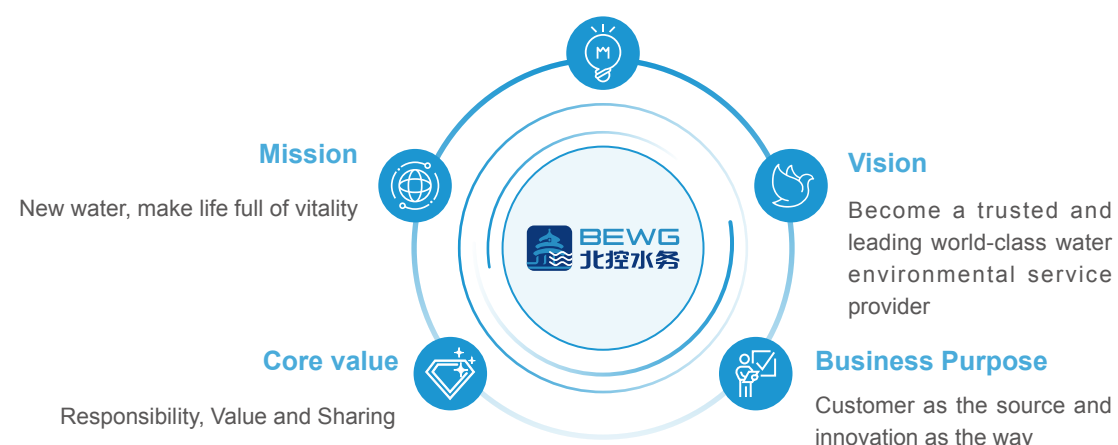 Mission
New water, make life full of vitality
Vision
Become a trusted and
leading world-class water
environmental service
provider
BEWG
北控水务
Core value
Responsibility, Value and Sharing
Business Purpose
Customer as the source and
innovation as the way